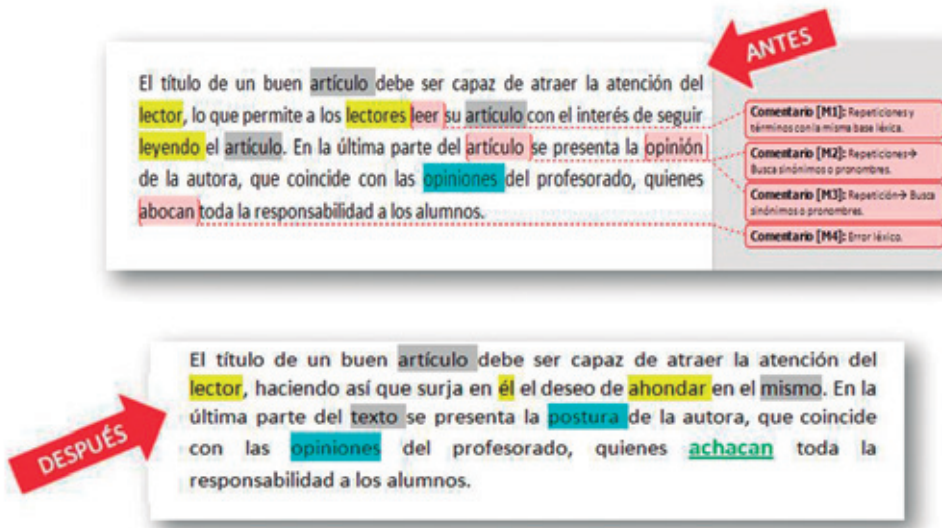 ANTES
El título de un buen artículo debe ser capaz de atraer la atención del
lector, lo que permite a los lectores leer su artículo con el interés de seguir
leyendo el artículo. En la última parte del artículo se presenta la opinión
de la autora, que coincide con las opiniones del profesorado, quienes
abocan toda la responsabilidad a los alumnos.
Comentario [M1]: Repeticiones y
términos con la misma base léxica.
Comentario [M2]: Repeticiones→
Busca sinónimos o pronombres.
Comentario [M3]: Repetición→ Busca
sinónimos o pronombres.
Comentario [M4]: Error léxico.
DESPUÉS
El título de un buen artículo debe ser capaz de atraer la atención del
lector, haciendo así que surja en él el deseo de ahondar en el mismo. En la
última parte del texto se presenta la postura de la autora, que coincide
con las opiniones del profesorado, quienes achacan toda la
responsabilidad a los alumnos.